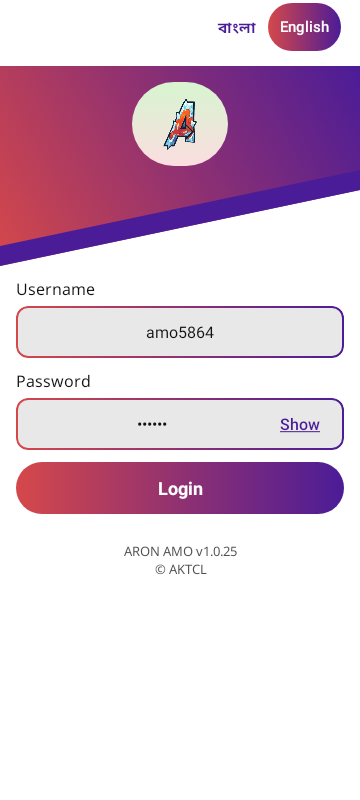 বাংলা English
A
Username
amo5864
Password
•••••• Show
Login
ARON AMO v1.0.25
© AKTCL